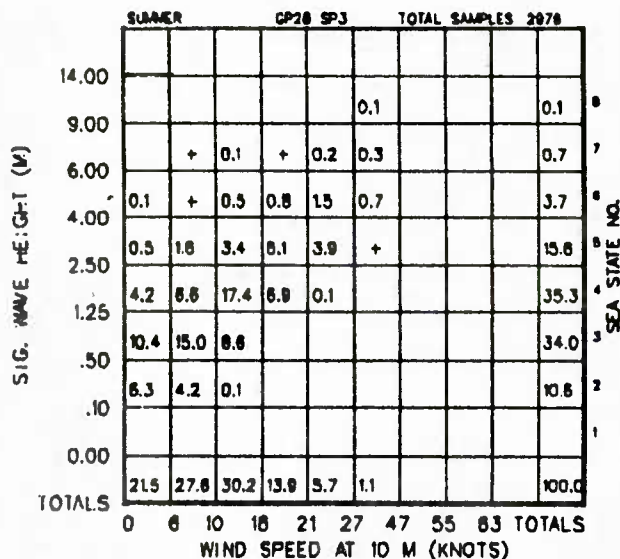 SUMMER GP28 SP3 TOTAL SAMPLES 2978
SIG. WAVE HEIGHT (M)
14.00
0.1 0.1 8
9.00
+ 0.1 + 0.2 0.3 0.7 7
6.00
0.1 + 0.5 0.8 1.5 0.7 3.7 6
4.00
0.5 1.6 3.4 6.1 3.9 + 15.6 5
2.50
4.2 6.6 17.4 6.9 0.1 35.3 4
1.25
10.4 15.0 8.6 34.0 3
.50
6.3 4.2 0.1 10.6 2
.10
1
0.00
21.5 27.6 30.2 13.9 5.7 1.1 100.0
TOTALS
0 6 10 16 21 27 47 55 63 TOTALS
WIND SPEED AT 10 M (KNOTS)
SEA STATE NO.